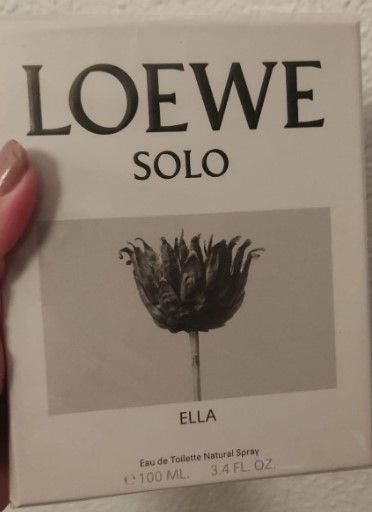 LOEWE
SOLO
ELLA
Eau de Toilette Natural Spray
℮ 100 ML. 3.4 FL. OZ.